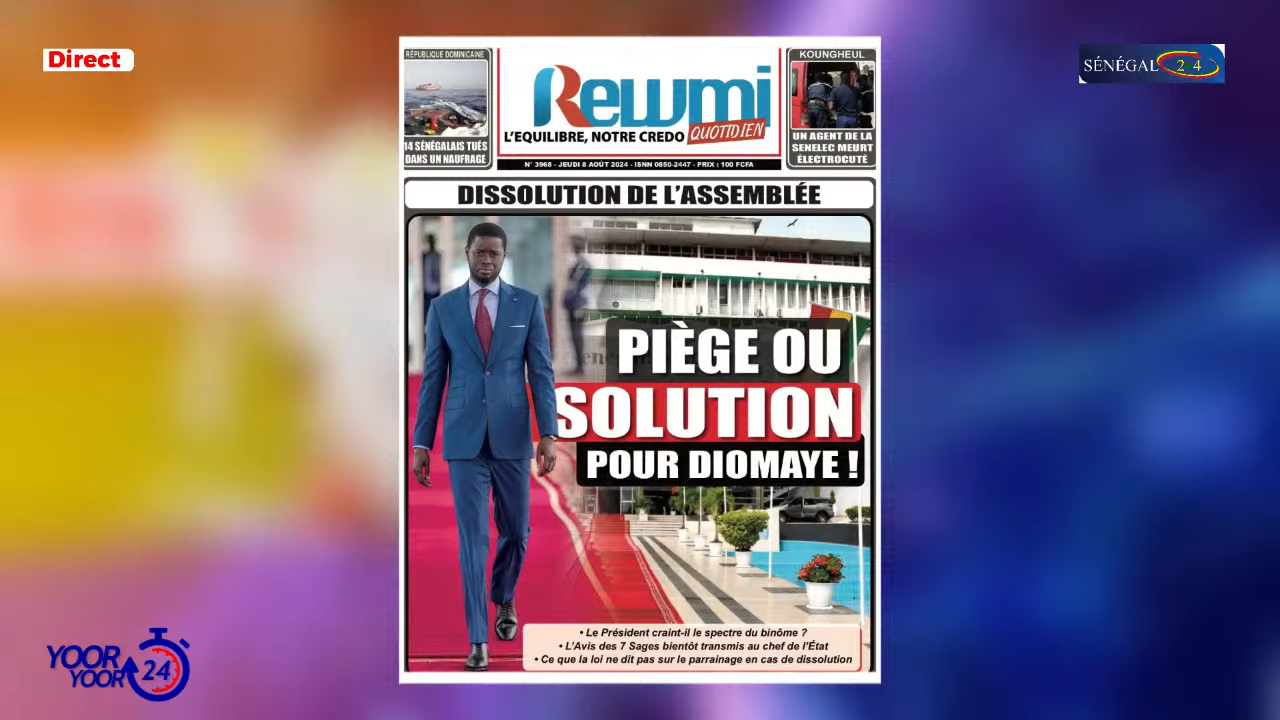 Direct
SÉNÉGAL 24
RÉPUBLIQUE DOMINICAINE
14 SÉNÉGALAIS TUÉS
DANS UN NAUFRAGE
Rewmi
QUOTIDIEN
L'EQUILIBRE, NOTRE CREDO
N° 3968 - JEUDI 8 AOÛT 2024 - ISNN 0850-2447 - PRIX : 100 FCFA
KOUNGHEUL
UN AGENT DE LA
SENELEC MEURT
ÉLECTROCUTÉ
DISSOLUTION DE L'ASSEMBLÉE
PIÈGE OU
SOLUTION
POUR DIOMAYE !
• Le Président craint-il le spectre du binôme ?
• L'Avis des 7 Sages bientôt transmis au chef de l'État
• Ce que la loi ne dit pas sur le parrainage en cas de dissolution
YOOR
YOOR
24